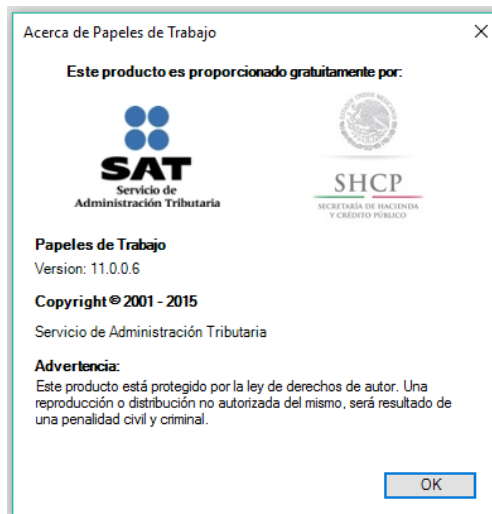 Acerca de Papeles de Trabajo
Este producto es proporcionado gratuitamente por:
SAT
Servicio de
Administración Tributaria
ESTADOS UNIDOS MEXICANOS
SHCP
SECRETARÍA DE HACIENDA
Y CRÉDITO PÚBLICO
Papeles de Trabajo
Version: 11.0.0.6
Copyright © 2001 - 2015
Servicio de Administración Tributaria
Advertencia:
Este producto está protegido por la ley de derechos de autor. Una
reproducción o distribución no autorizada del mismo, será resultado de
una penalidad civil y criminal.
OK